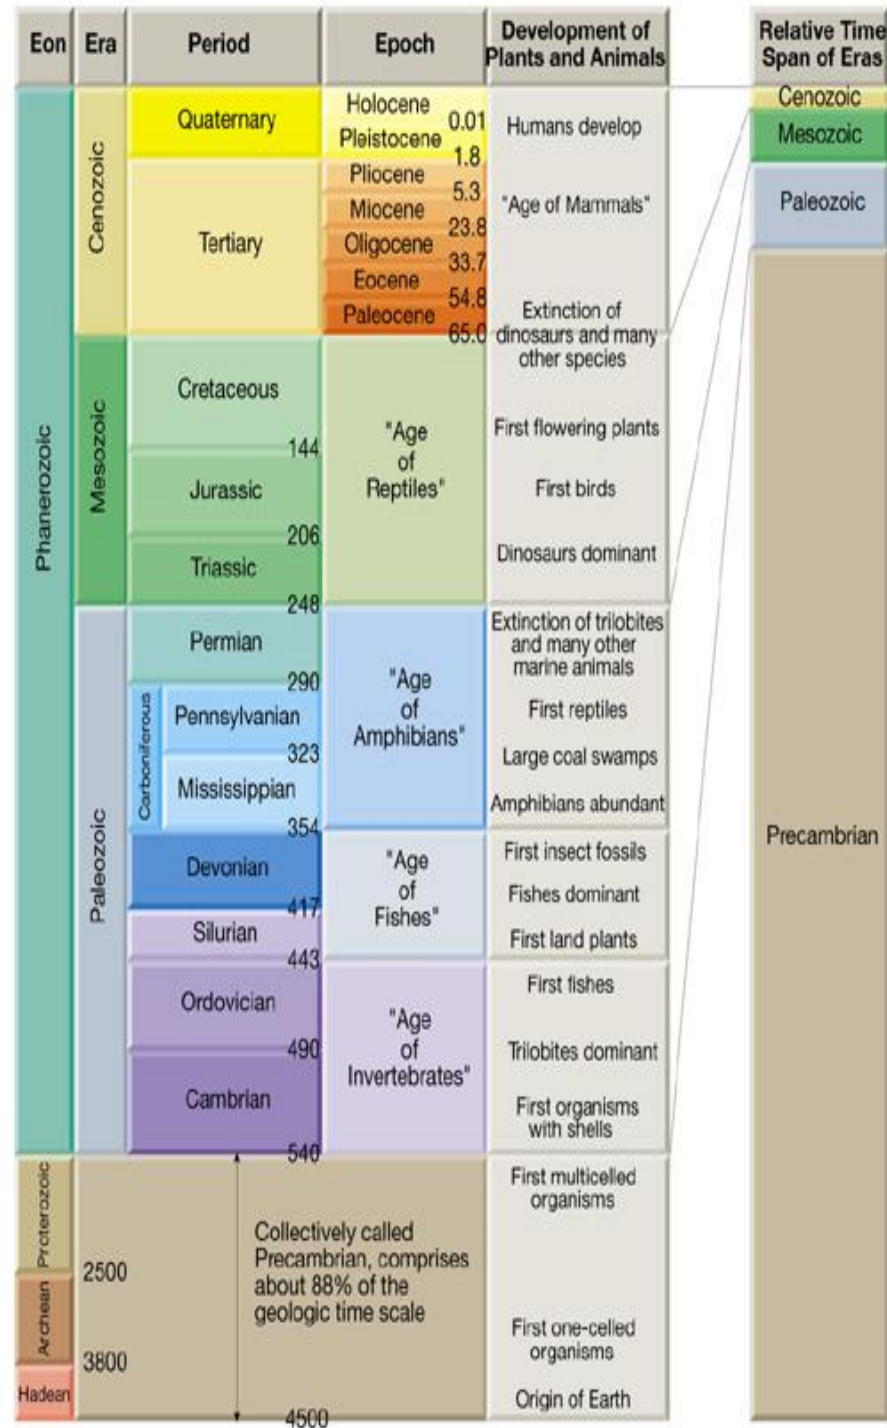 Eon
Era
Period
Epoch
Development of
Plants and Animals
Relative Time
Span of Eras
Phanerozoic
Cenozoic
Quaternary
Holocene
0.01
Pleistocene
1.8
Humans develop
Tertiary
Pliocene
5.3
Miocene
23.8
Oligocene
33.7
Eocene
54.8
Paleocene
65.0
"Age of Mammals"
Extinction of
dinosaurs and many
other species
Mesozoic
Cretaceous
144
Jurassic
206
Triassic
248
"Age
of
Reptiles"
First flowering plants
First birds
Dinosaurs dominant
Paleozoic
Permian
290
Carboniferous
Pennsylvanian
323
Mississippian
354
"Age
of
Amphibians"
Extinction of trilobites
and many other
marine animals
First reptiles
Large coal swamps
Amphibians abundant
Devonian
417
Silurian
443
"Age
of
Fishes"
First insect fossils
Fishes dominant
First land plants
Ordovician
490
Cambrian
540
"Age
of
Invertebrates"
First fishes
Trilobites dominant
First organisms
with shells
Proterozoic
2500
Archean
3800
Hadean
4500
Collectively called
Precambrian, comprises
about 88% of the
geologic time scale
First multicelled
organisms
First one-celled
organisms
Origin of Earth
Cenozoic
Mesozoic
Paleozoic
Precambrian